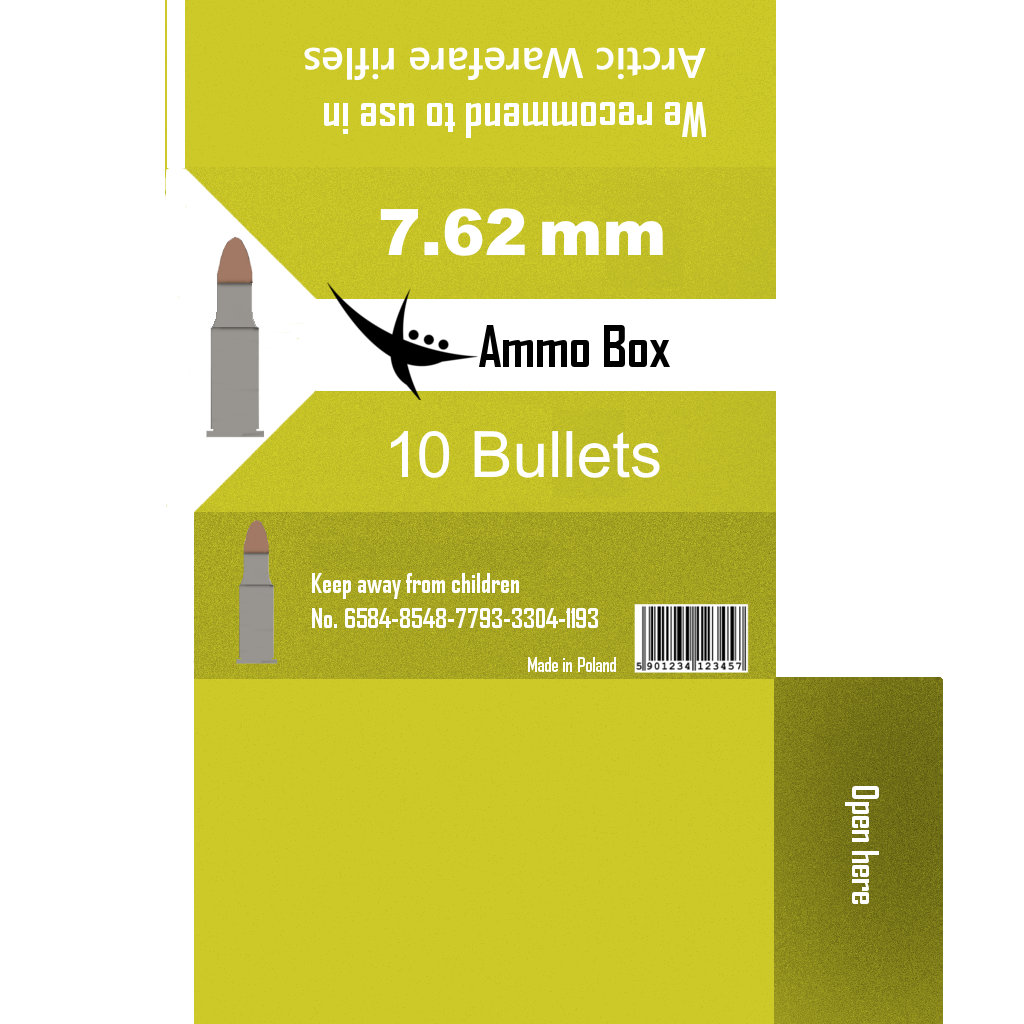 We recommend to use in
Arctic Warefare rifles
7.62 mm
Ammo Box
10 Bullets
Keep away from children
No. 6584-8548-7793-3304-1193
Made in Poland
5 901234 123457
Open here